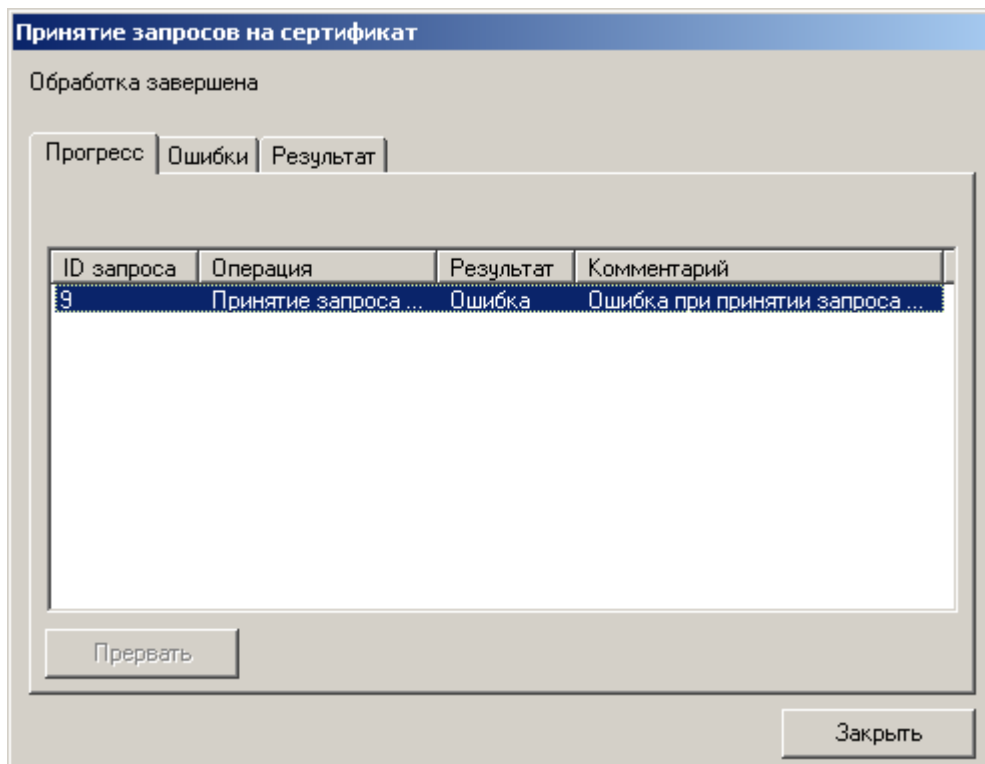 Принятие запросов на сертификат
Обработка завершена
Прогресс Ошибки Результат
ID запроса Операция Результат Комментарий
9 Принятие запроса ... Ошибка Ошибка при принятии запроса ...
Прервать
Закрыть